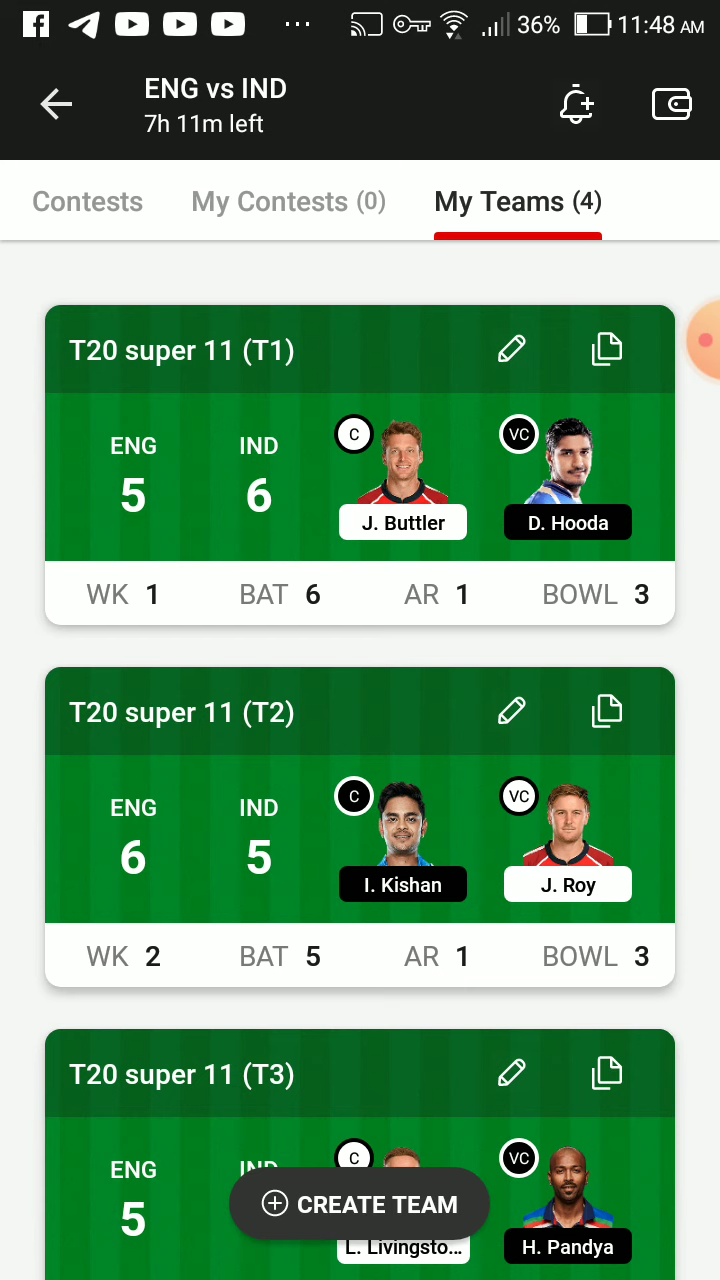 36% 11:48 AM
ENG vs IND
7h 11m left
Contests My Contests (0) My Teams (4)
T20 super 11 (T1)
ENG IND C VC
5 6
J. Buttler D. Hooda
WK 1 BAT 6 AR 1 BOWL 3
T20 super 11 (T2)
ENG IND C VC
6 5
I. Kishan J. Roy
WK 2 BAT 5 AR 1 BOWL 3
T20 super 11 (T3)
ENG IND C VC
5
CREATE TEAM
L. Livingsto... H. Pandya